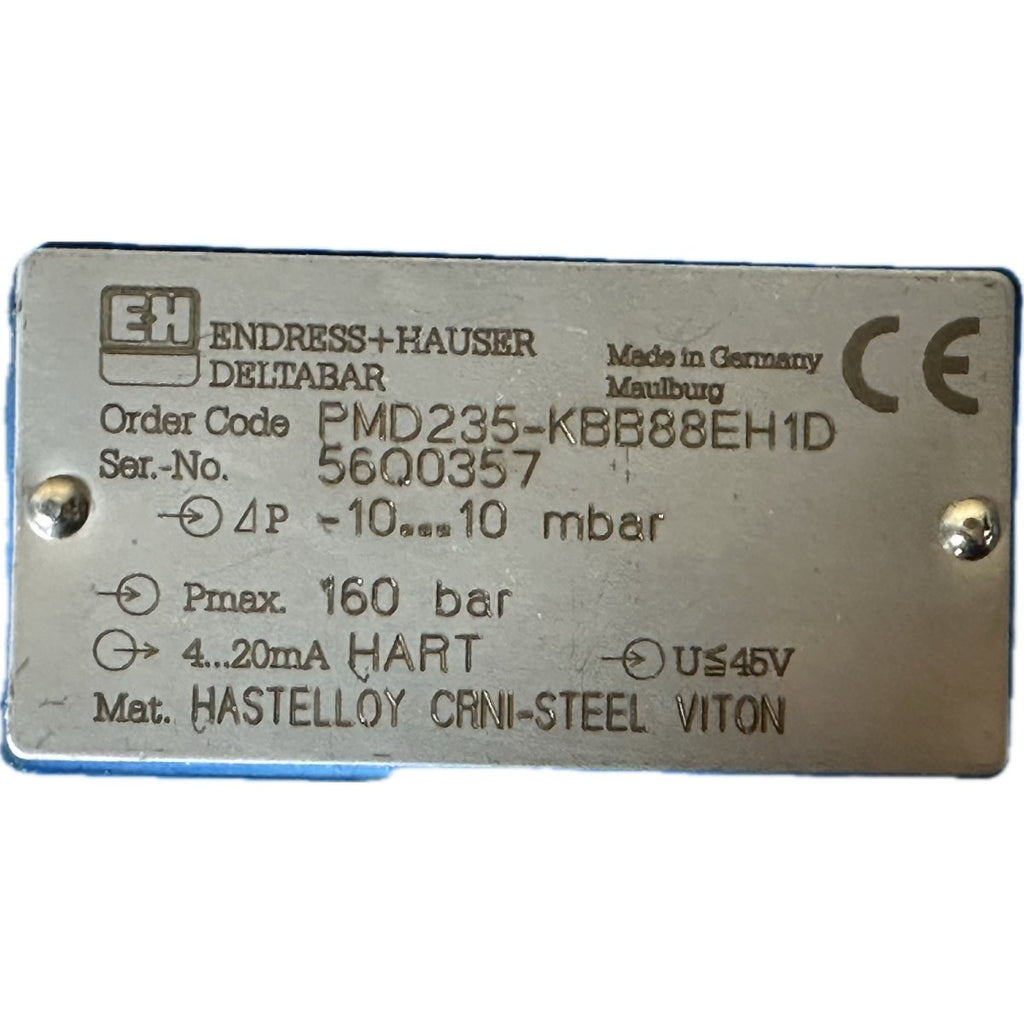 EH ENDRESS+HAUSER
DELTABAR
Made in Germany
Maulburg
CE
Order Code PMD235-KBB88EH1D
Ser.-No. 56Q0357
ΔP -10...10 mbar
Pmax. 160 bar
4...20mA HART U≦45V
Mat. HASTELLOY CRNI-STEEL VITON